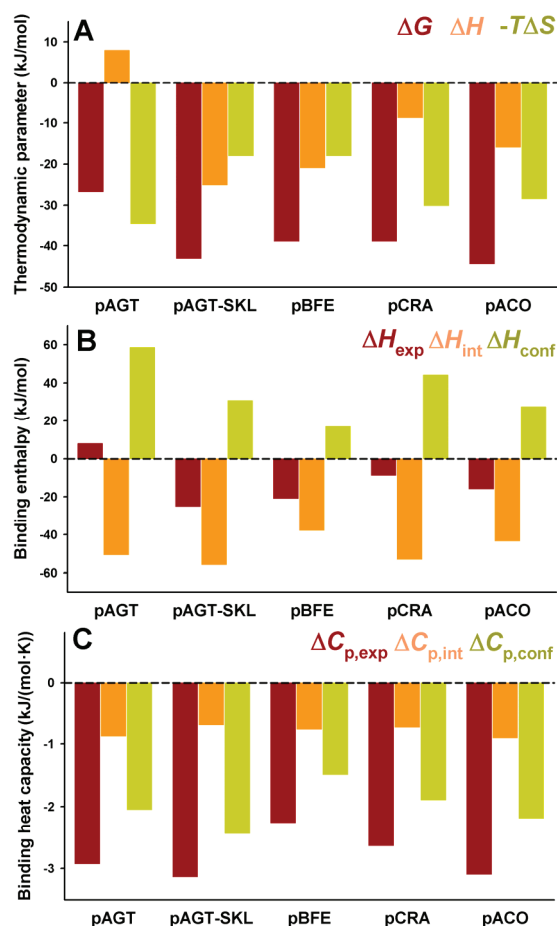 A
ΔG ΔH -TΔS
Thermodynamic parameter (kJ/mol)
10
0
-10
-20
-30
-40
-50
pAGT pAGT-SKL pBFE pCRA pACO
B
ΔHexp ΔHint ΔHconf
Binding enthalpy (kJ/mol)
60
40
20
0
-20
-40
-60
pAGT pAGT-SKL pBFE pCRA pACO
C
ΔCp,exp ΔCp,int ΔCp,conf
Binding heat capacity (kJ/(mol·K))
0
-1
-2
-3
pAGT pAGT-SKL pBFE pCRA pACO